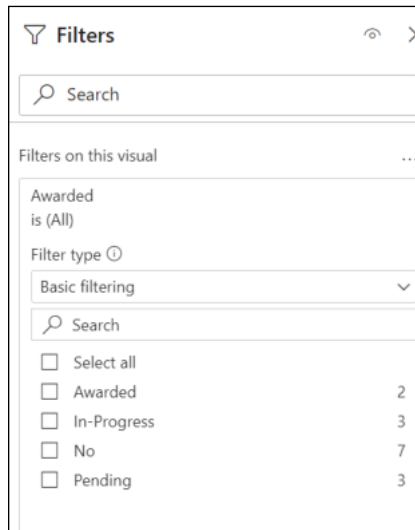 Filters
Search
Filters on this visual
...
Awarded
is (All)
Filter type
Basic filtering
Search
Select all
Awarded 2
In-Progress 3
No 7
Pending 3